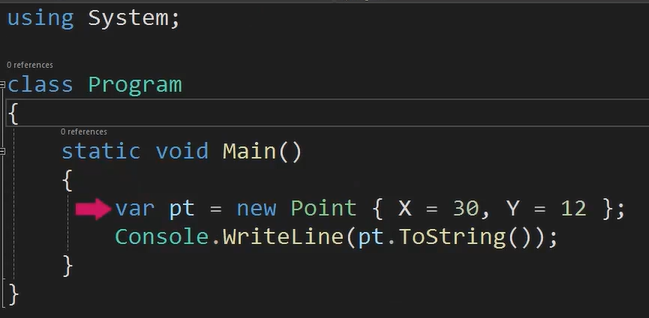 using System;
0 references
class Program
{
0 references
static void Main()
{
var pt = new Point { X = 30, Y = 12 };
Console.WriteLine(pt.ToString());
}
}